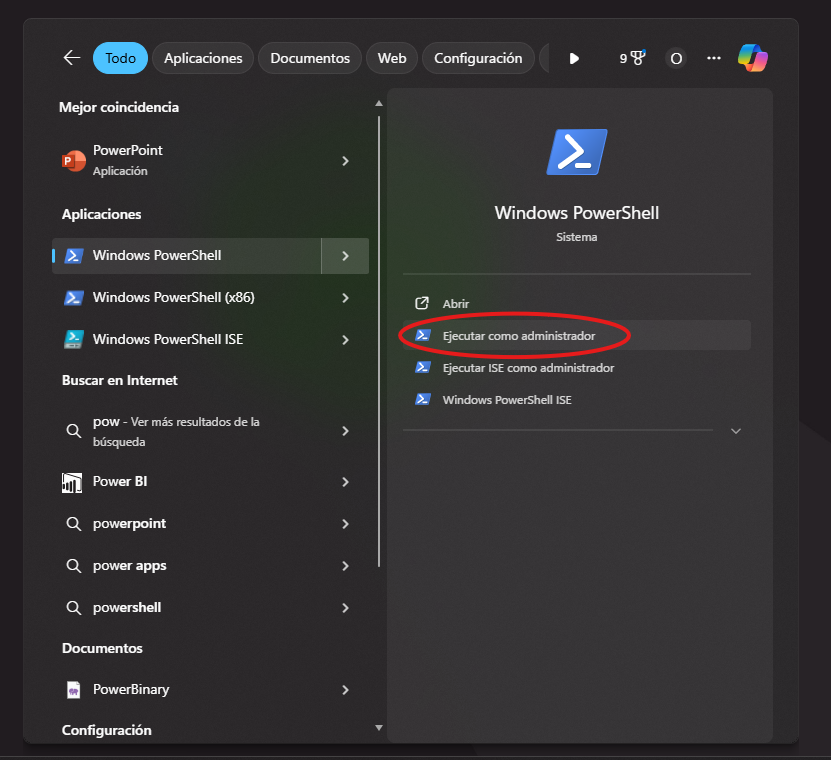 Todo Aplicaciones Documentos Web Configuración 9 O
Mejor coincidencia
PowerPoint
Aplicación
Aplicaciones
Windows PowerShell
Windows PowerShell (x86)
Windows PowerShell ISE
Buscar en Internet
pow - Ver más resultados de la
búsqueda
Power BI
powerpoint
power apps
powershell
Documentos
PowerBinary
Configuración
Windows PowerShell
Sistema
Abrir
Ejecutar como administrador
Ejecutar ISE como administrador
Windows PowerShell ISE